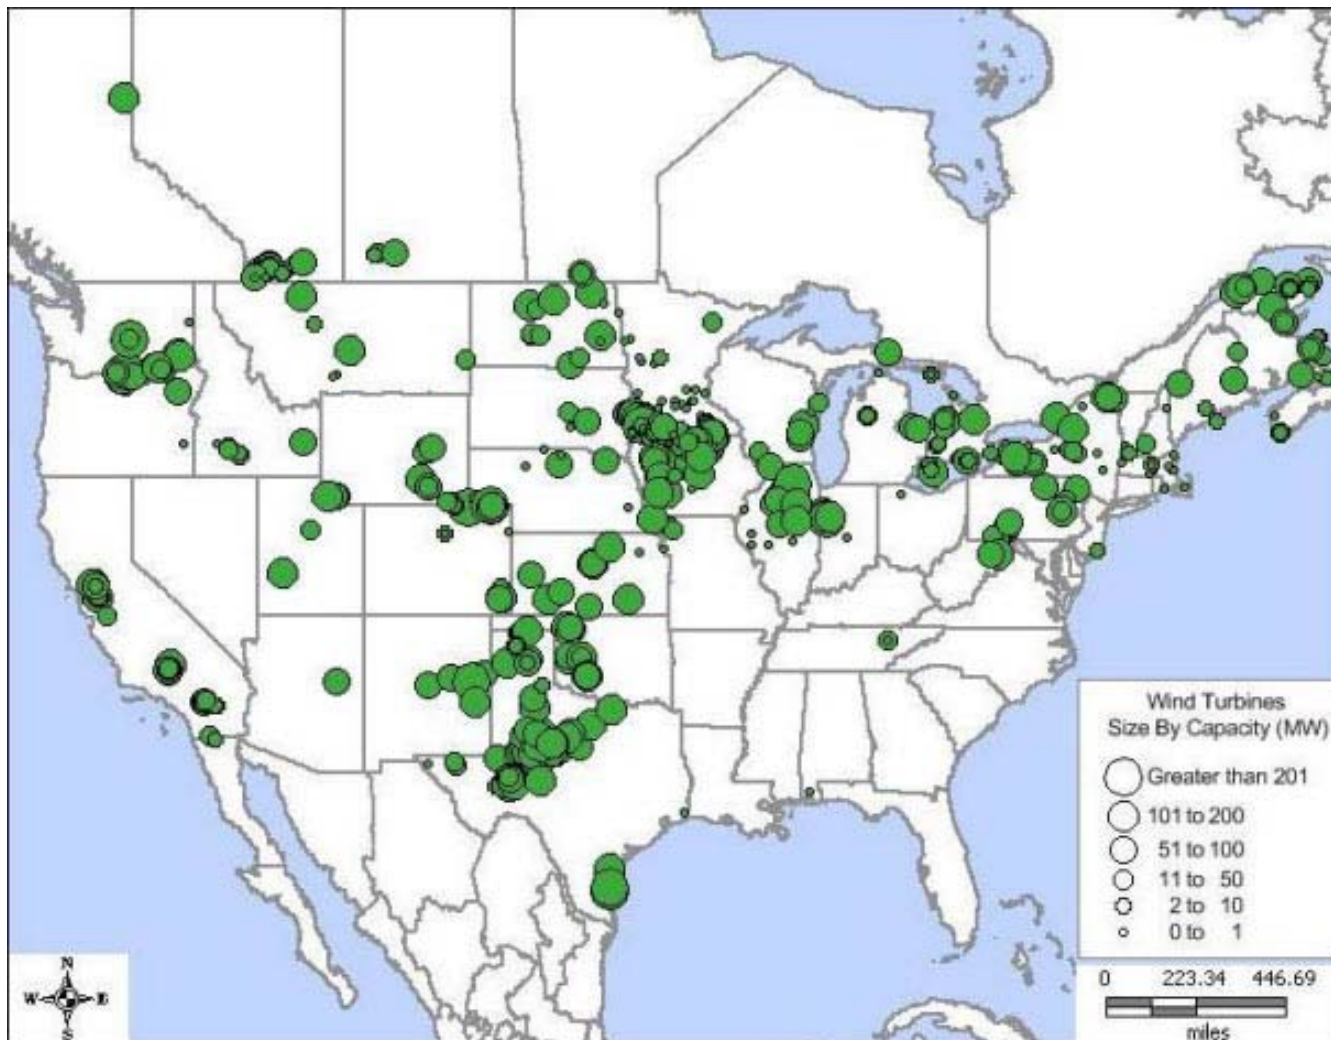 Wind Turbines
Size By Capacity (MW)
Greater than 201
101 to 200
51 to 100
11 to 50
2 to 10
0 to 1
N
W E
S
0 223.34 446.69
miles